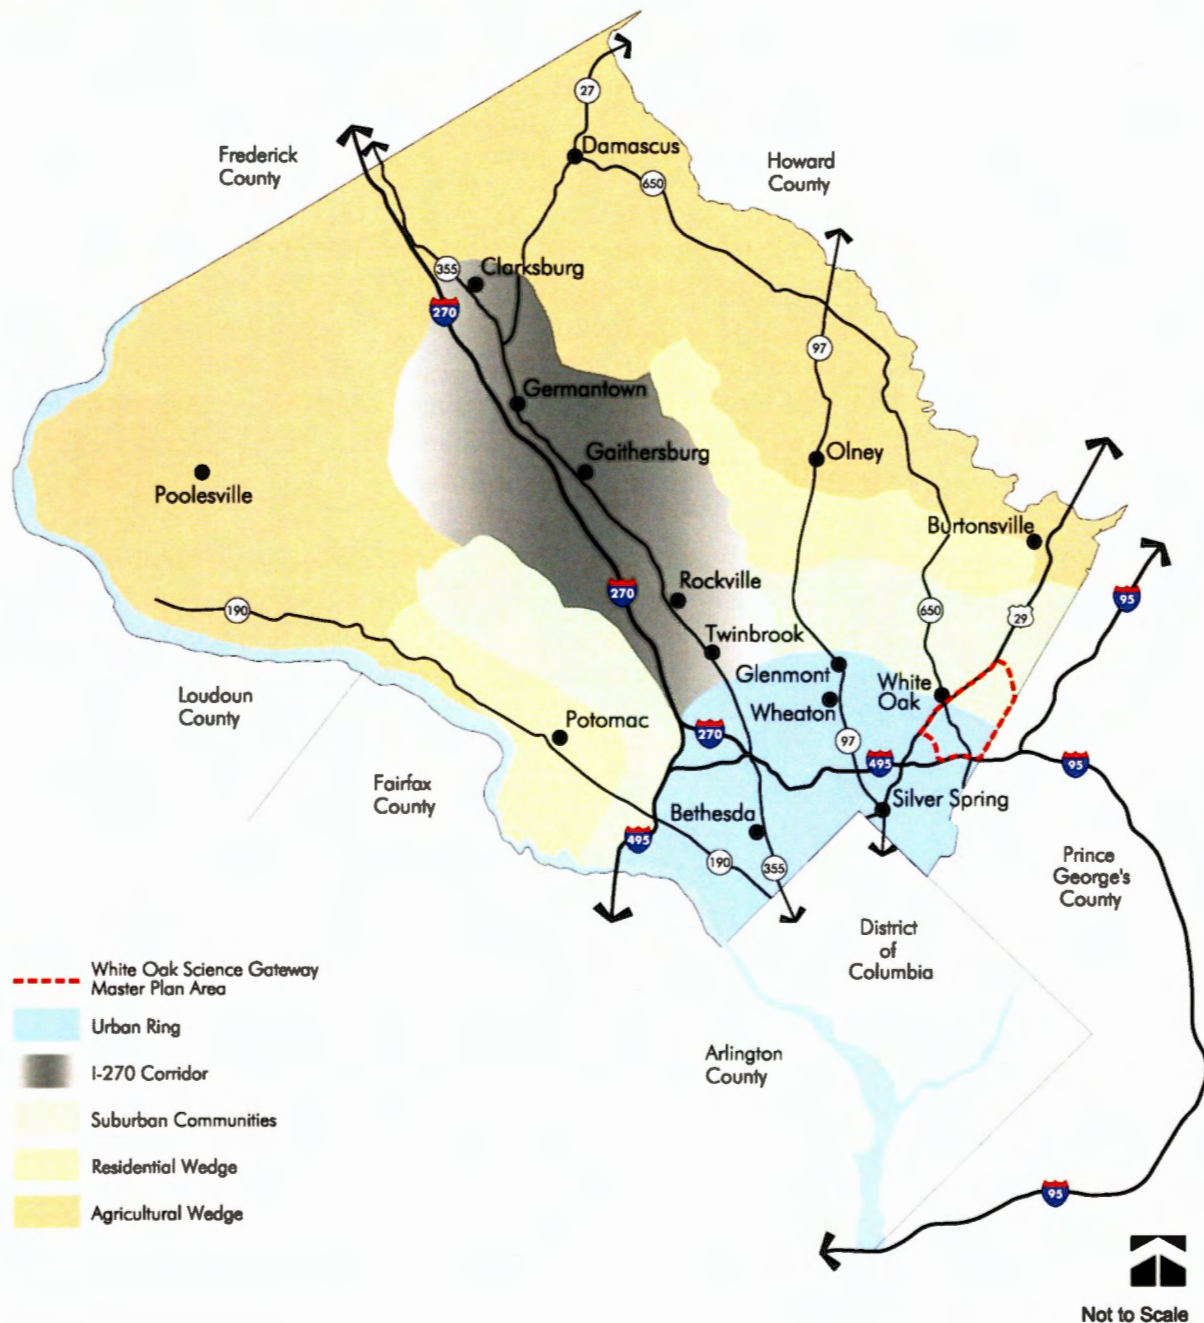 27
Damascus
Frederick
County
Howard
County
650
355
Clarksburg
270
97
Germantown
Gaithersburg
Olney
Poolesville
Burtonsville
270
Rockville
95
190
650
29
Twinbrook
Glenmont
White
Oak
Loudoun
County
Wheaton
Potomac
270
97
495
95
Fairfax
County
Silver Spring
Bethesda
495
190
355
Prince
George's
County
District
of
Columbia
White Oak Science Gateway
Master Plan Area
Urban Ring
Arlington
County
I-270 Corridor
Suburban Communities
Residential Wedge
95
Agricultural Wedge
Not to Scale